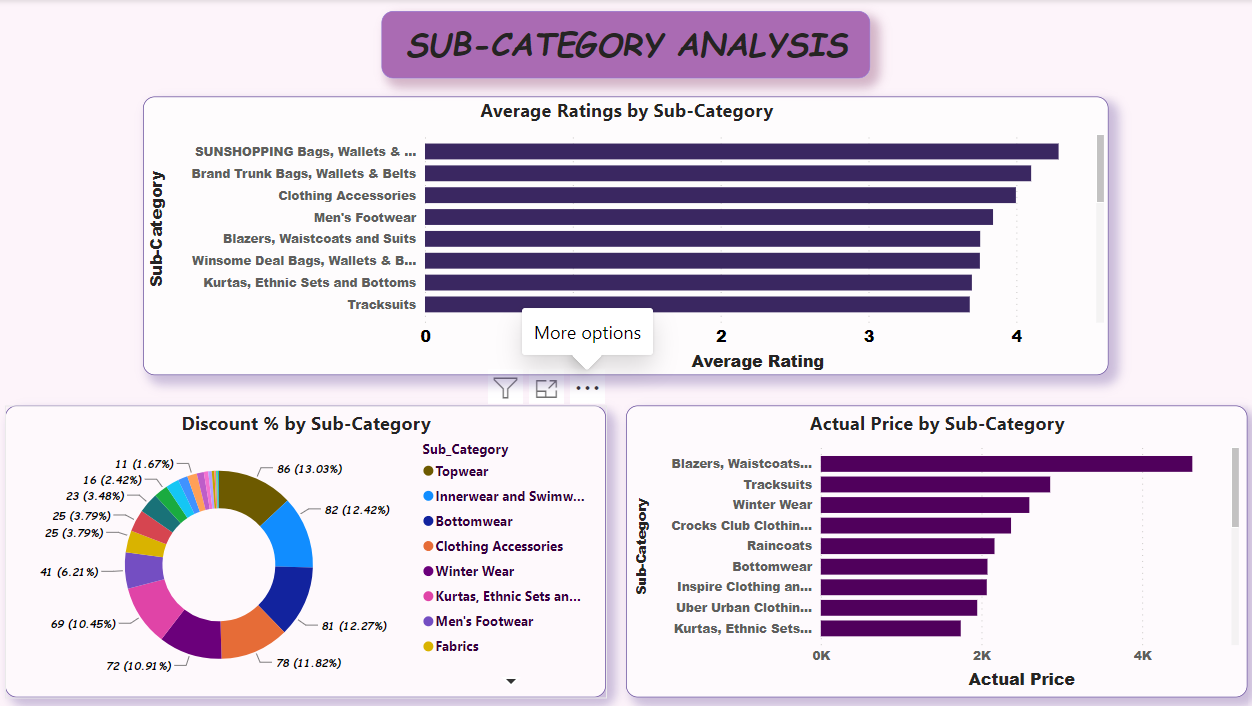 SUB-CATEGORY ANALYSIS
Average Ratings by Sub-Category
Sub-Category
SUNSHOPPING Bags, Wallets & ...
Brand Trunk Bags, Wallets & Belts
Clothing Accessories
Men's Footwear
Blazers, Waistcoats and Suits
Winsome Deal Bags, Wallets & B...
Kurtas, Ethnic Sets and Bottoms
Tracksuits
0 2 3 4
Average Rating
More options
Discount % by Sub-Category
86 (13.03%)
82 (12.42%)
81 (12.27%)
78 (11.82%)
72 (10.91%)
69 (10.45%)
41 (6.21%)
25 (3.79%)
25 (3.79%)
23 (3.48%)
16 (2.42%)
11 (1.67%)
Sub_Category
Topwear
Innerwear and Swimw...
Bottomwear
Clothing Accessories
Winter Wear
Kurtas, Ethnic Sets an...
Men's Footwear
Fabrics
Actual Price by Sub-Category
Sub-Category
Blazers, Waistcoats...
Tracksuits
Winter Wear
Crocks Club Clothin...
Raincoats
Bottomwear
Inspire Clothing an...
Uber Urban Clothin...
Kurtas, Ethnic Sets...
0K 2K 4K
Actual Price